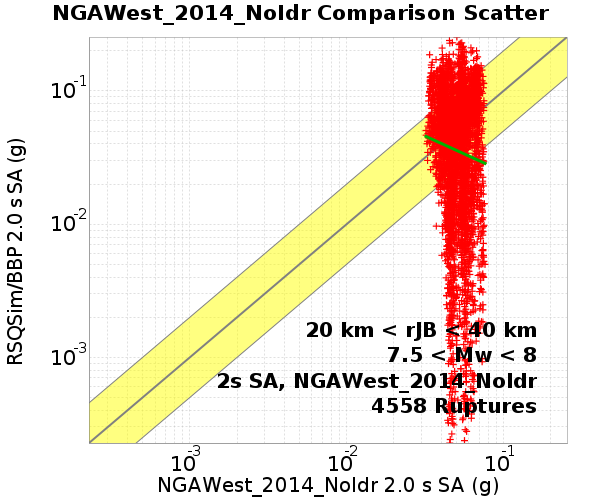 NGAWest_2014_NoIdr Comparison Scatter
RSQSim/BBP 2.0 s SA (g)
10-1
10-2
10-3
20 km < rJB < 40 km
7.5 < Mw < 8
2s SA, NGAWest_2014_NoIdr
4558 Ruptures
10-3 10-2 10-1
NGAWest_2014_NoIdr 2.0 s SA (g)